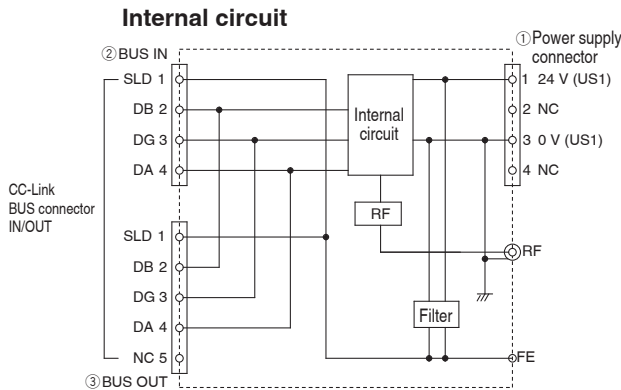 Internal circuit
①Power supply
connector
②BUS IN
SLD 1
DB 2
DG 3
DA 4
1 24 V (US1)
2 NC
3 0 V (US1)
4 NC
Internal
circuit
CC-Link
BUS connector
IN/OUT
RF
SLD 1
DB 2
DG 3
DA 4
NC 5
RF
Filter
FE
③BUS OUT